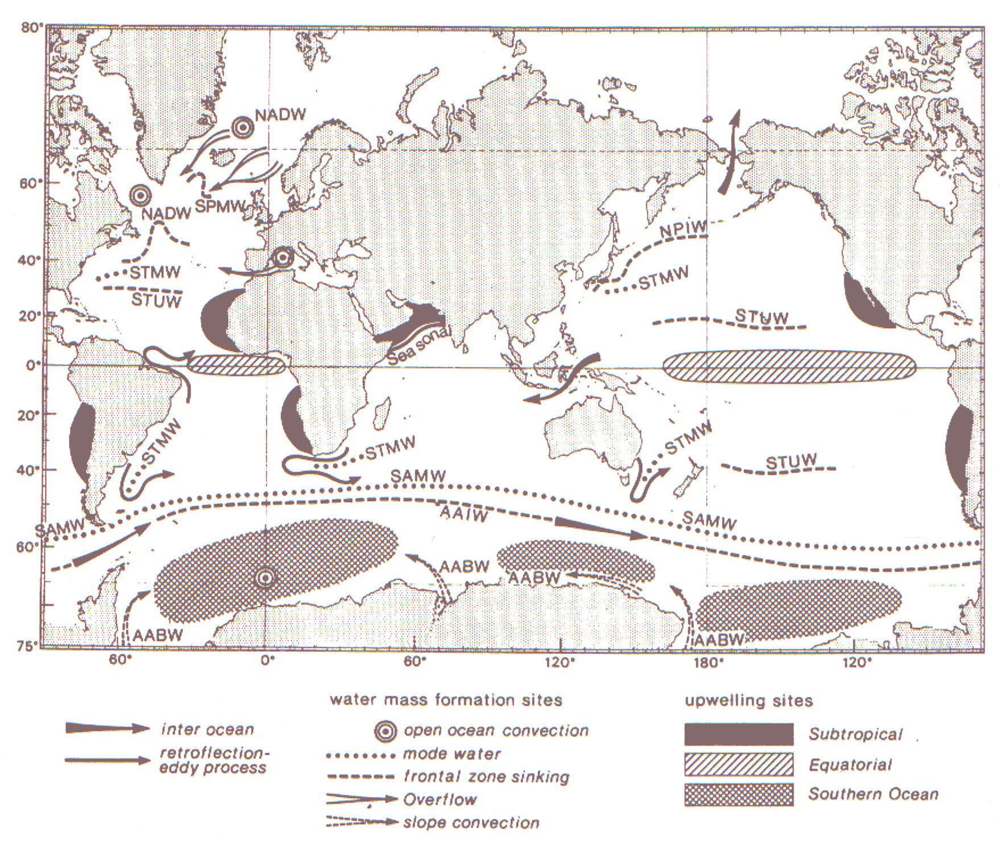 80°
NADW
60°
SPMW
NADW
NPIW
40°
STMW
STMW
STUW
20°
STUW
Seasonal
0°
20°
STMW
STMW
STMW
STUW
40°
SAMW
AAIW
SAMW
SAMW
60°
AABW
AABW
AABW
AABW
75°
60° 0° 60° 120° 180° 120°
water mass formation sites
upwelling sites
inter ocean
open ocean convection
Subtropical
retroflection-
eddy process
mode water
Equatorial
frontal zone sinking
Overflow
Southern Ocean
slope convection